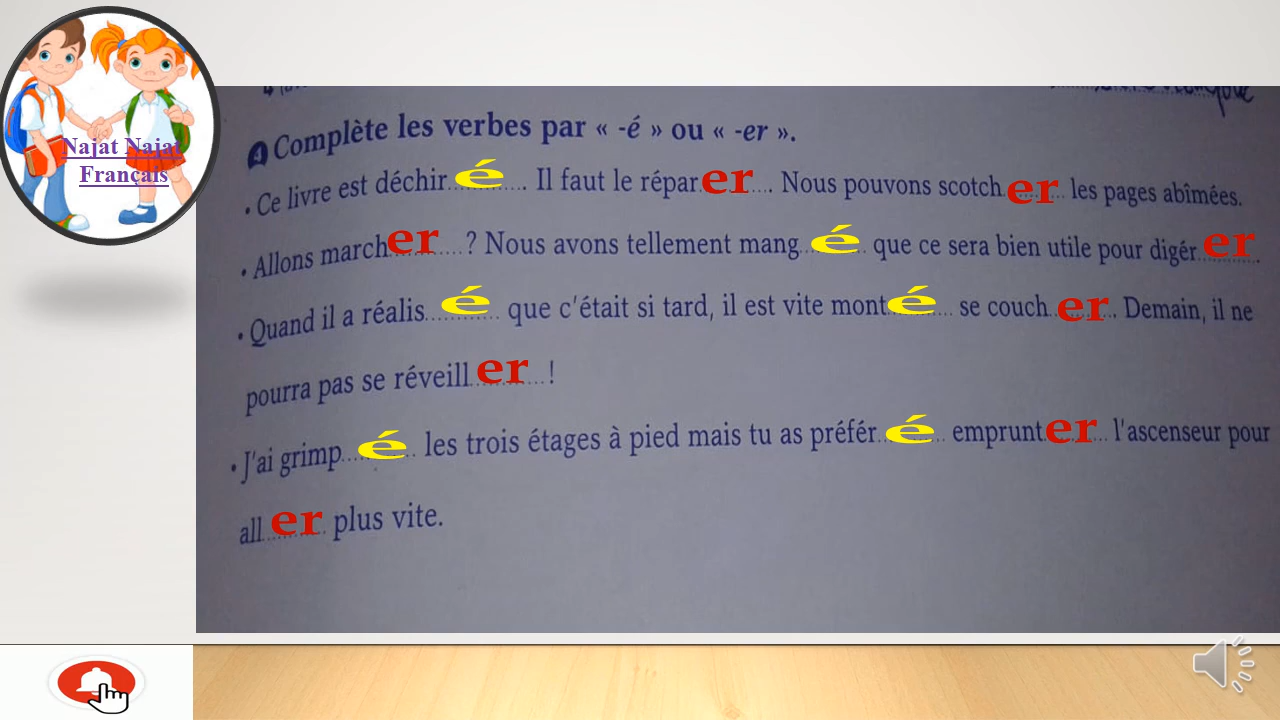 Najat Najat
Français
4 Complète les verbes par « -é » ou « -er ».
• Ce livre est déchir é. Il faut le réparer. Nous pouvons scotcher les pages abîmées.
• Allons marcher ? Nous avons tellement mangé que ce sera bien utile pour digérer.
• Quand il a réalisé que c'était si tard, il est vite monté se coucher. Demain, il ne
pourra pas se réveiller !
• J'ai grimpé les trois étages à pied mais tu as préféré emprunter l'ascenseur pour
aller plus vite.